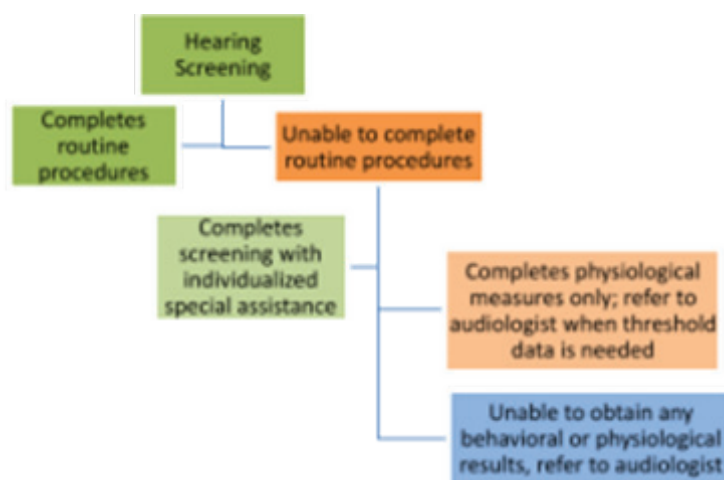 Hearing
Screening
Completes
routine
procedures
Unable to complete
routine procedures
Completes
screening with
individualized
special assistance
Completes physiological
measures only; refer to
audiologist when threshold
data is needed
Unable to obtain any
behavioral or physiological
results, refer to audiologist